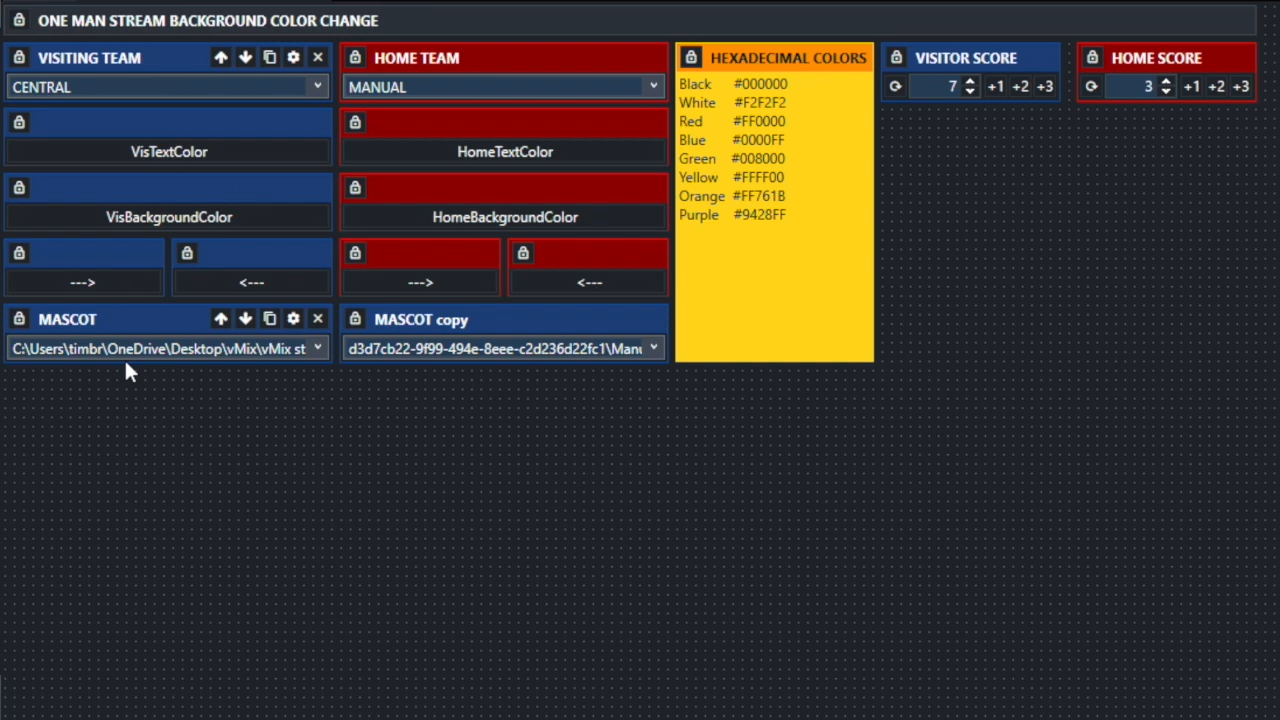 ONE MAN STREAM BACKGROUND COLOR CHANGE
VISITING TEAM
CENTRAL
VisTextColor
VisBackgroundColor
--->
<---
MASCOT
C:\Users\timbr\OneDrive\Desktop\vMix\vMix st
HOME TEAM
MANUAL
HomeTextColor
HomeBackgroundColor
--->
<---
MASCOT copy
d3d7cb22-9f99-494e-8eee-c2d236d22fc1\Manu
HEXADECIMAL COLORS
Black #000000
White #F2F2F2
Red #FF0000
Blue #0000FF
Green #008000
Yellow #FFFF00
Orange #FF761B
Purple #9428FF
VISITOR SCORE
7 +1 +2 +3
HOME SCORE
3 +1 +2 +3